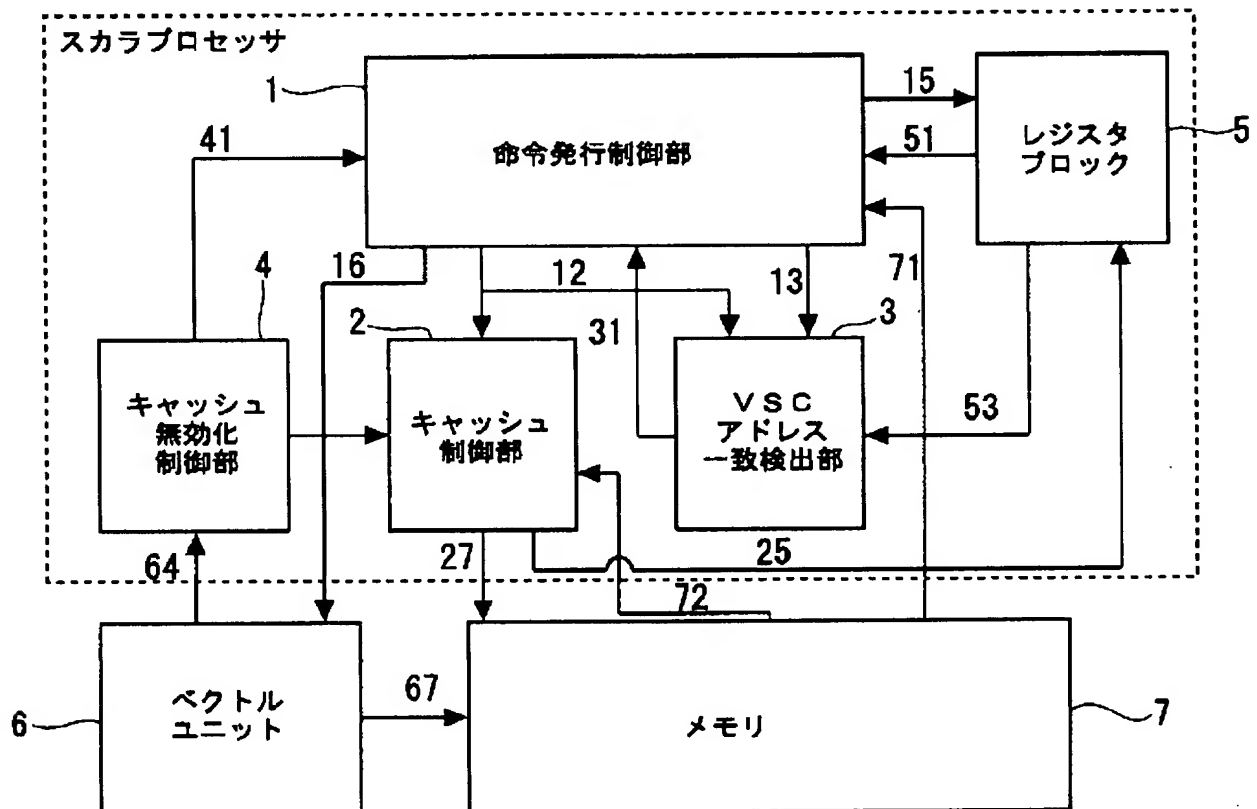 スカラプロセッサ
1
命令発行制御部
15
51
レジスタ
ブロック
5
41
16
12
13
71
4
2
31
3
キャッシュ
無効化
制御部
キャッシュ
制御部
VSC
アドレス
一致検出部
53
64
27
25
72
6
ベクトル
ユニット
67
メモリ
7